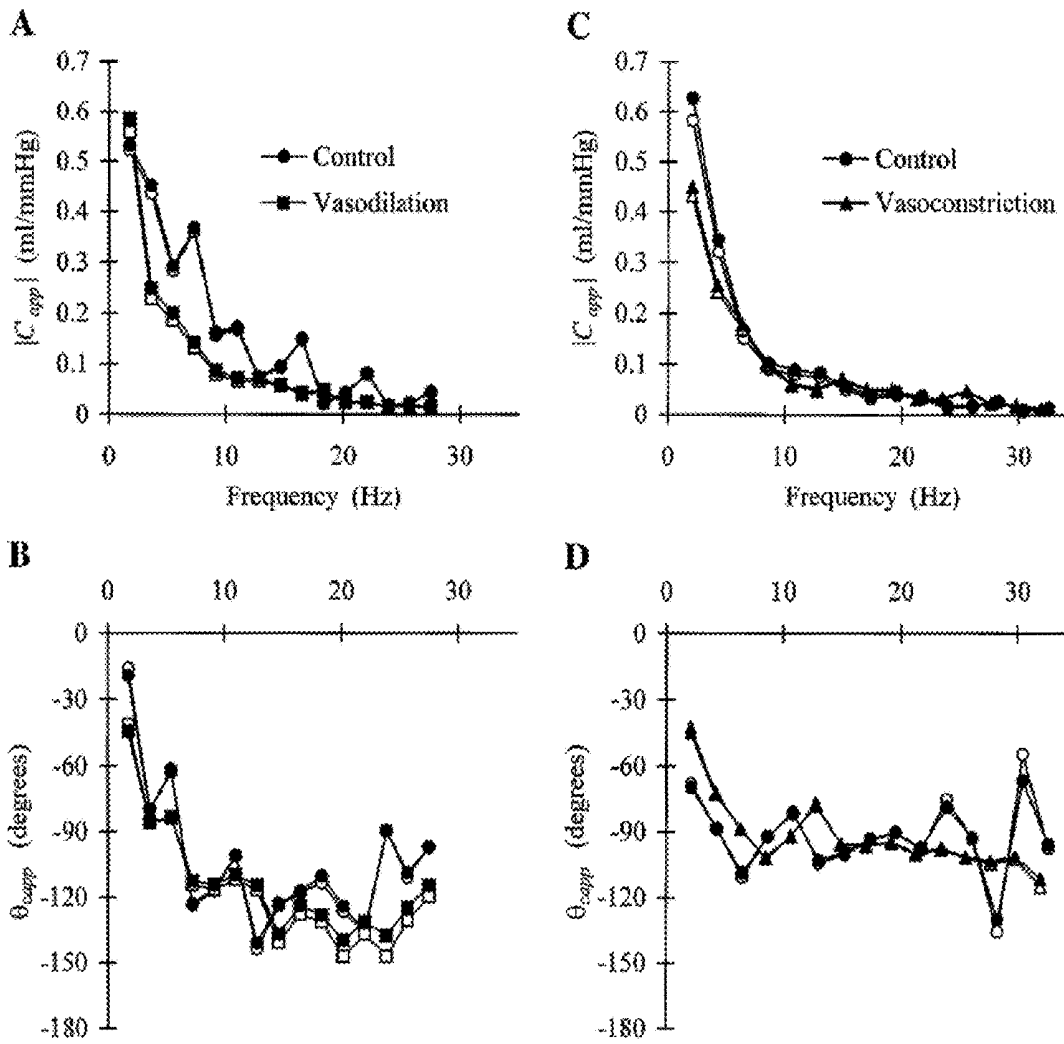 A
0.7
0.6
0.5
0.4
0.3
0.2
0.1
0
|C app| (ml/mmHg)
Control
Vasodilation
0 10 20 30
Frequency (Hz)
C
0.7
0.6
0.5
0.4
0.3
0.2
0.1
0
|C app| (ml/mmHg)
Control
Vasoconstriction
0 10 20 30
Frequency (Hz)
B
0 10 20 30
0
-30
-60
-90
-120
-150
-180
θcapp (degrees)
D
0 10 20 30
0
-30
-60
-90
-120
-150
-180
θcapp (degrees)